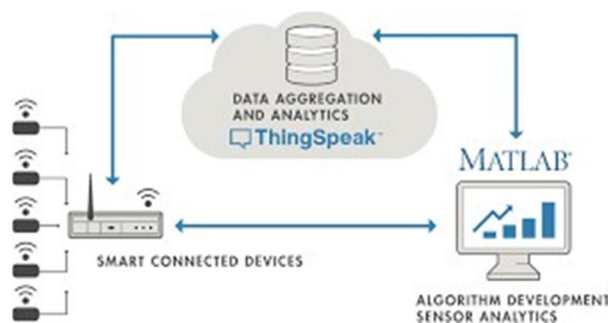 DATA AGGREGATION
AND ANALYTICS
ThingSpeak™
MATLAB®
SMART CONNECTED DEVICES
ALGORITHM DEVELOPMENT
SENSOR ANALYTICS